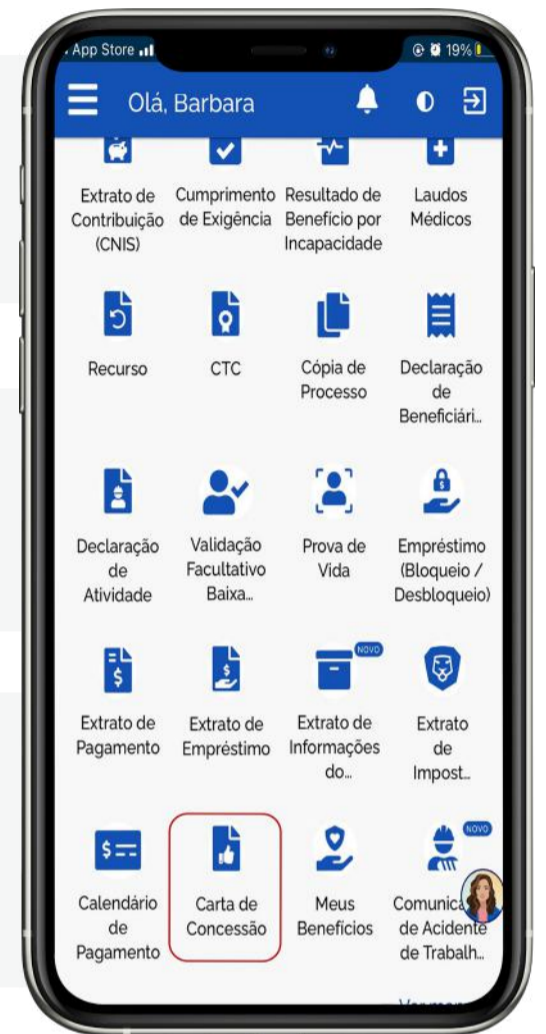 App Store
19%
Olá, Barbara
Extrato de
Contribuição
(CNIS)
Cumprimento
de Exigência
Resultado de
Benefício por
Incapacidade
Laudos
Médicos
Recurso
CTC
Cópia de
Processo
Declaração
de
Beneficiári...
Declaração
de
Atividade
Validação
Facultativo
Baixa...
Prova de
Vida
Empréstimo
(Bloqueio /
Desbloqueio)
Extrato de
Pagamento
Extrato de
Empréstimo
NOVO
Extrato de
Informações
do...
Extrato
de
Impost...
Calendário
de
Pagamento
Carta de
Concessão
Meus
Benefícios
NOVO
de Acidente
de Trabalh...